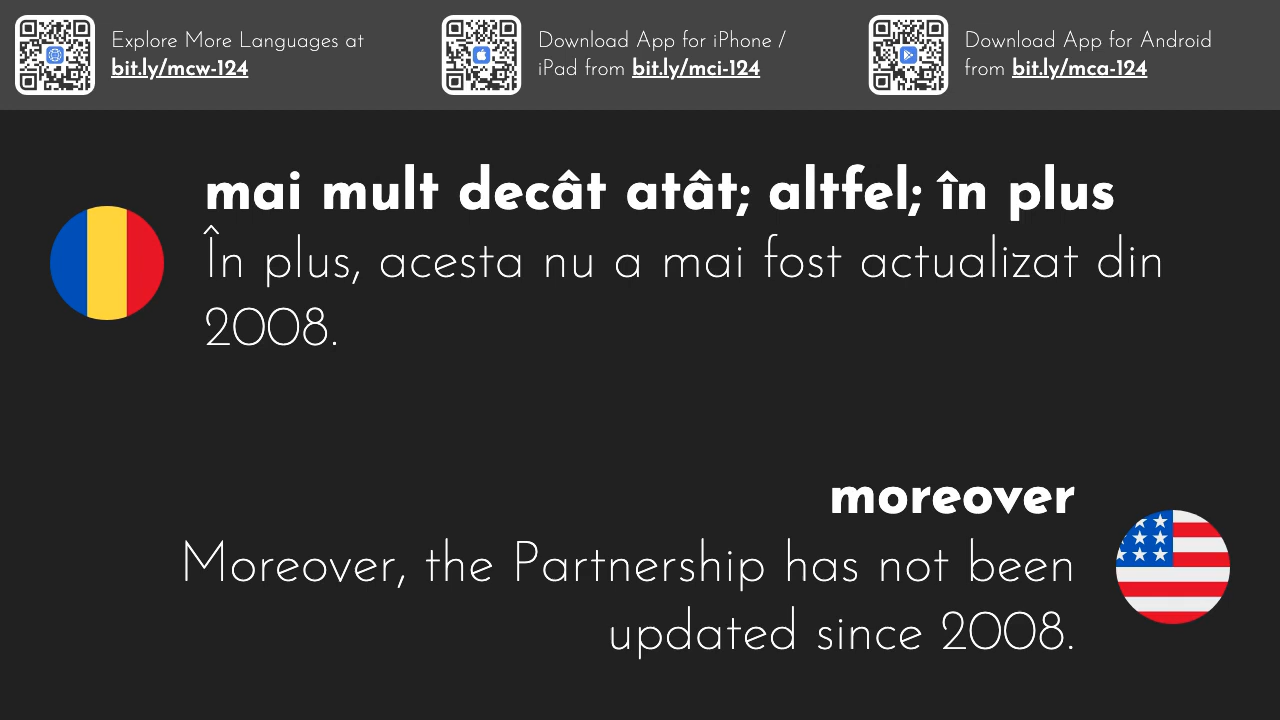 Explore More Languages at
bit.ly/mcw-124
Download App for iPhone /
iPad from bit.ly/mci-124
Download App for Android
from bit.ly/mca-124
mai mult decât atât; altfel; în plus
În plus, acesta nu a mai fost actualizat din
2008.
moreover
Moreover, the Partnership has not been
updated since 2008.